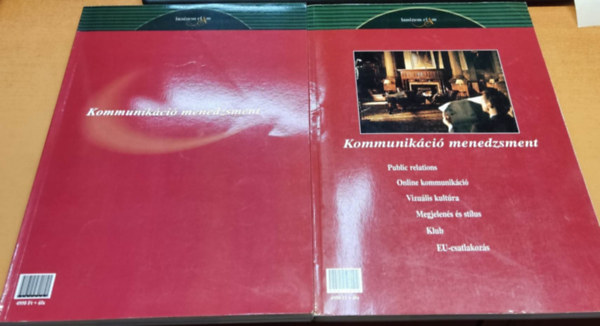 Kommunikáció menedzsment
Kommunikáció menedzsment
Public relations
Online kommunikáció
Vizuális kultúra
Megjelenés és stílus
Klub
EU-csatlakozás